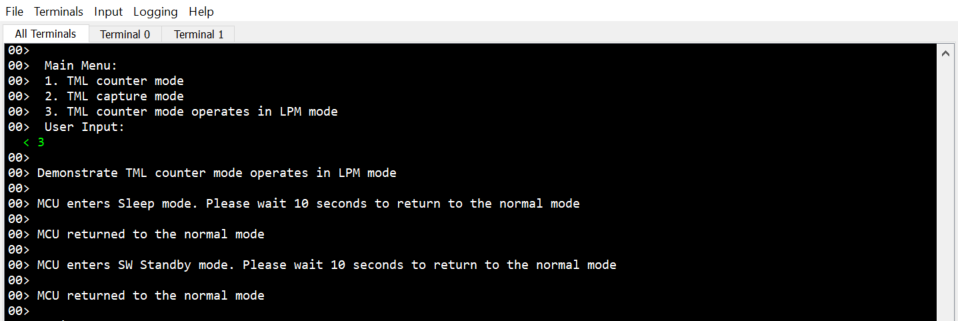 File Terminals Input Logging Help
All Terminals Terminal 0 Terminal 1
00>
00> Main Menu:
00> 1. TML counter mode
00> 2. TML capture mode
00> 3. TML counter mode operates in LPM mode
00> User Input:
< 3
00>
00> Demonstrate TML counter mode operates in LPM mode
00>
00> MCU enters Sleep mode. Please wait 10 seconds to return to the normal mode
00>
00> MCU returned to the normal mode
00>
00> MCU enters SW Standby mode. Please wait 10 seconds to return to the normal mode
00>
00> MCU returned to the normal mode
00>